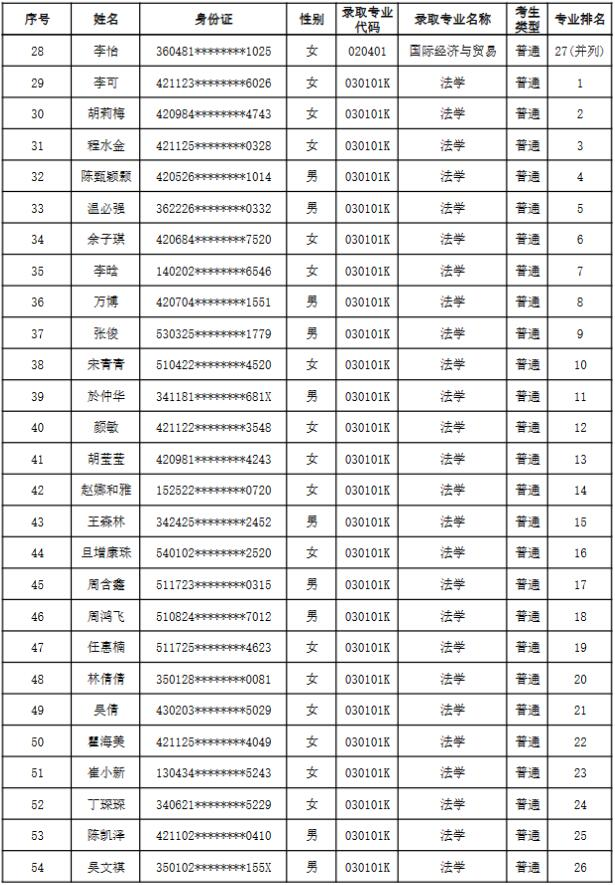 序号 姓名 身份证 性别 录取专业代码 录取专业名称 考生类型 专业排名
28 李怡 360481********1025 女 020401 国际经济与贸易 普通 27(并列)
29 李可 421123********6026 女 030101K 法学 普通 1
30 胡莉梅 420984********4743 女 030101K 法学 普通 2
31 程水金 421125********0328 女 030101K 法学 普通 3
32 陈甄颖颗 420526********1014 男 030101K 法学 普通 4
33 温必强 362226********0332 男 030101K 法学 普通 5
34 余子琪 420684********7520 女 030101K 法学 普通 6
35 李晗 140202********6546 女 030101K 法学 普通 7
36 万博 420704********1551 男 030101K 法学 普通 8
37 张俊 530325********1779 男 030101K 法学 普通 9
38 宋青青 510422********4520 女 030101K 法学 普通 10
39 於仲华 341181********681X 男 030101K 法学 普通 11
40 颜敏 421122********3548 女 030101K 法学 普通 12
41 胡莹莹 420981********4243 女 030101K 法学 普通 13
42 赵娜和雅 152522********0720 女 030101K 法学 普通 14
43 王森林 342425********2452 男 030101K 法学 普通 15
44 旦增康珠 540102********2520 女 030101K 法学 普通 16
45 周含鑫 511723********0315 男 030101K 法学 普通 17
46 周鸿飞 510824********7012 男 030101K 法学 普通 18
47 任惠楠 511725********4623 女 030101K 法学 普通 19
48 林倩倩 350128********0081 女 030101K 法学 普通 20
49 吴倩 430203********5029 女 030101K 法学 普通 21
50 瞿海美 421125********4049 女 030101K 法学 普通 22
51 崔小新 130434********5243 女 030101K 法学 普通 23
52 丁琛琛 340621********5229 女 030101K 法学 普通 24
53 陈凯泽 421102********0410 男 030101K 法学 普通 25
54 吴文祺 350102********155X 男 030101K 法学 普通 26